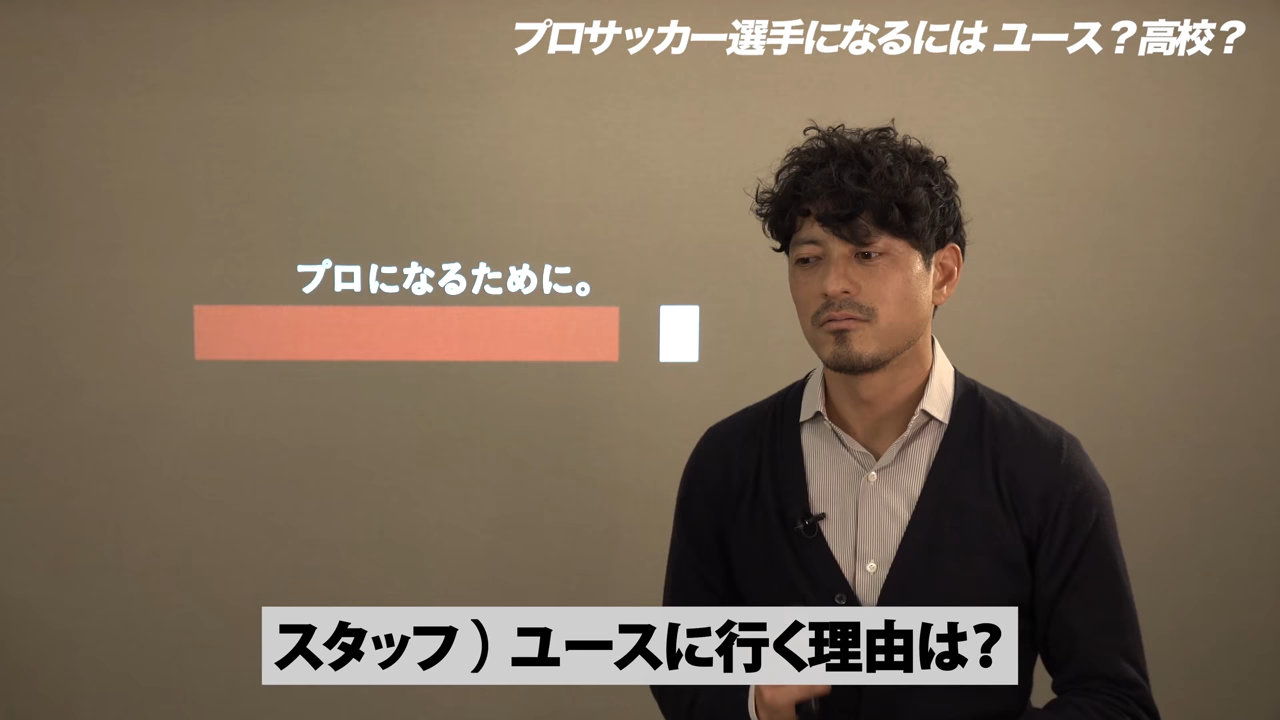 プロサッカー選手になるには ユース？高校？
プロになるために。
スタッフ）ユースに行く理由は？